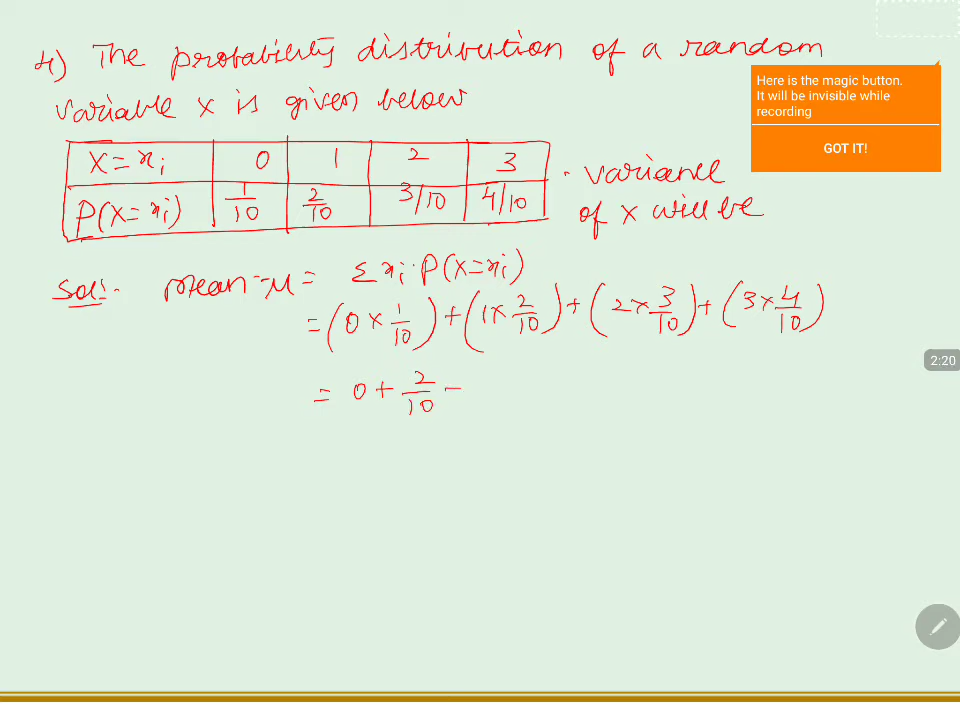 4) The probability distribution of a random
variable x is given below
X = xi 0 1 2 3
P(X = xi) 1/10 2/10 3/10 4/10
. variance
of x will be
Sol:- Mean = μ = Σ xi · P(X = xi)
= (0 × 1/10) + (1 × 2/10) + (2 × 3/10) + (3 × 4/10)
= 0 + 2/10 -
Here is the magic button.
It will be invisible while
recording
GOT IT!
2:20